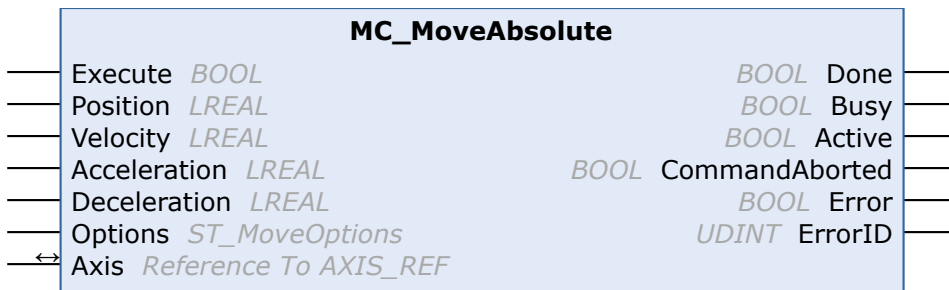 MC_MoveAbsolute
Execute BOOL BOOL Done
Position LREAL BOOL Busy
Velocity LREAL BOOL Active
Acceleration LREAL BOOL CommandAborted
Deceleration LREAL BOOL Error
Options ST_MoveOptions UDINT ErrorID
↔ Axis Reference To AXIS_REF